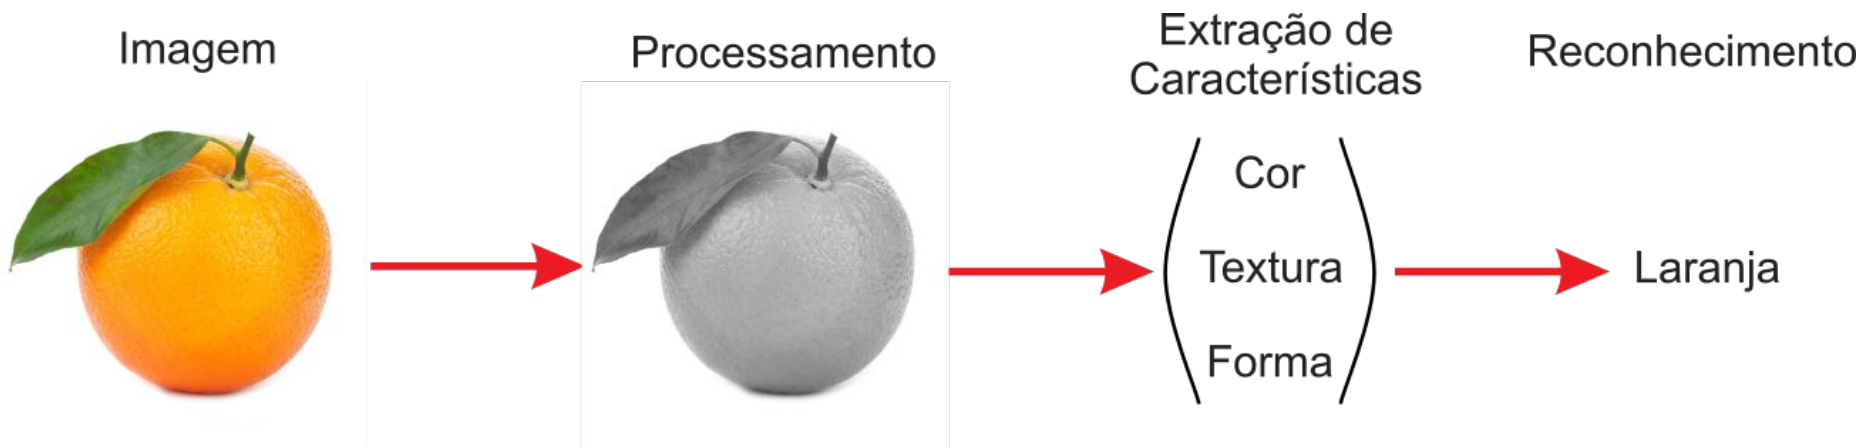 Imagem
Processamento
Extração de
Características
Reconhecimento
Cor
Textura
Forma
Laranja